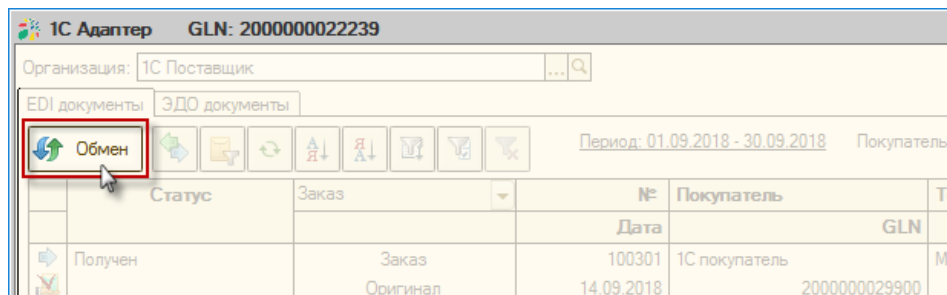 1С Адаптер GLN: 2000000022239
Организация: 1С Поставщик ...
EDI документы ЭДО документы
Обмен Период: 01.09.2018 - 30.09.2018 Покупатель
Статус Заказ № Покупатель
Дата GLN
Получен Заказ 100301 1С покупатель
Оригинал 14.09.2018 2000000029900